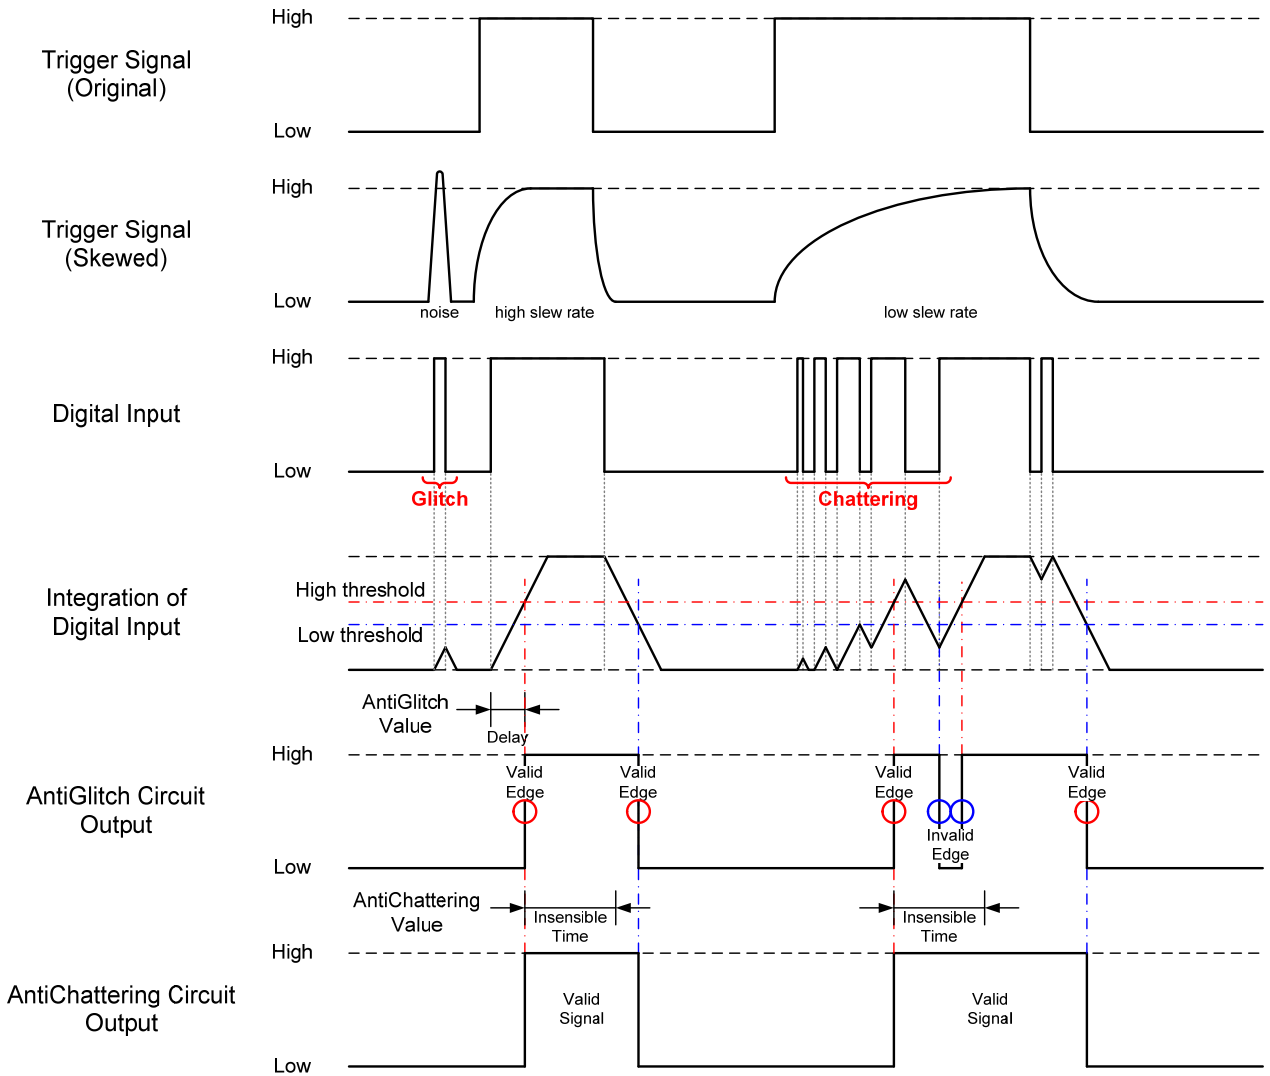 High
Trigger Signal
(Original)
Low
High
Trigger Signal
(Skewed)
Low
noise
high slew rate
low slew rate
High
Digital Input
Low
Glitch
Chattering
High threshold
Integration of
Digital Input
Low threshold
AntiGlitch
Value
Delay
High
Valid
Edge
Valid
Edge
Valid
Edge
Valid
Edge
AntiGlitch Circuit
Output
Invalid
Edge
Low
AntiChattering
Value
Insensible
Time
Insensible
Time
High
AntiChattering Circuit
Output
Valid
Signal
Valid
Signal
Low